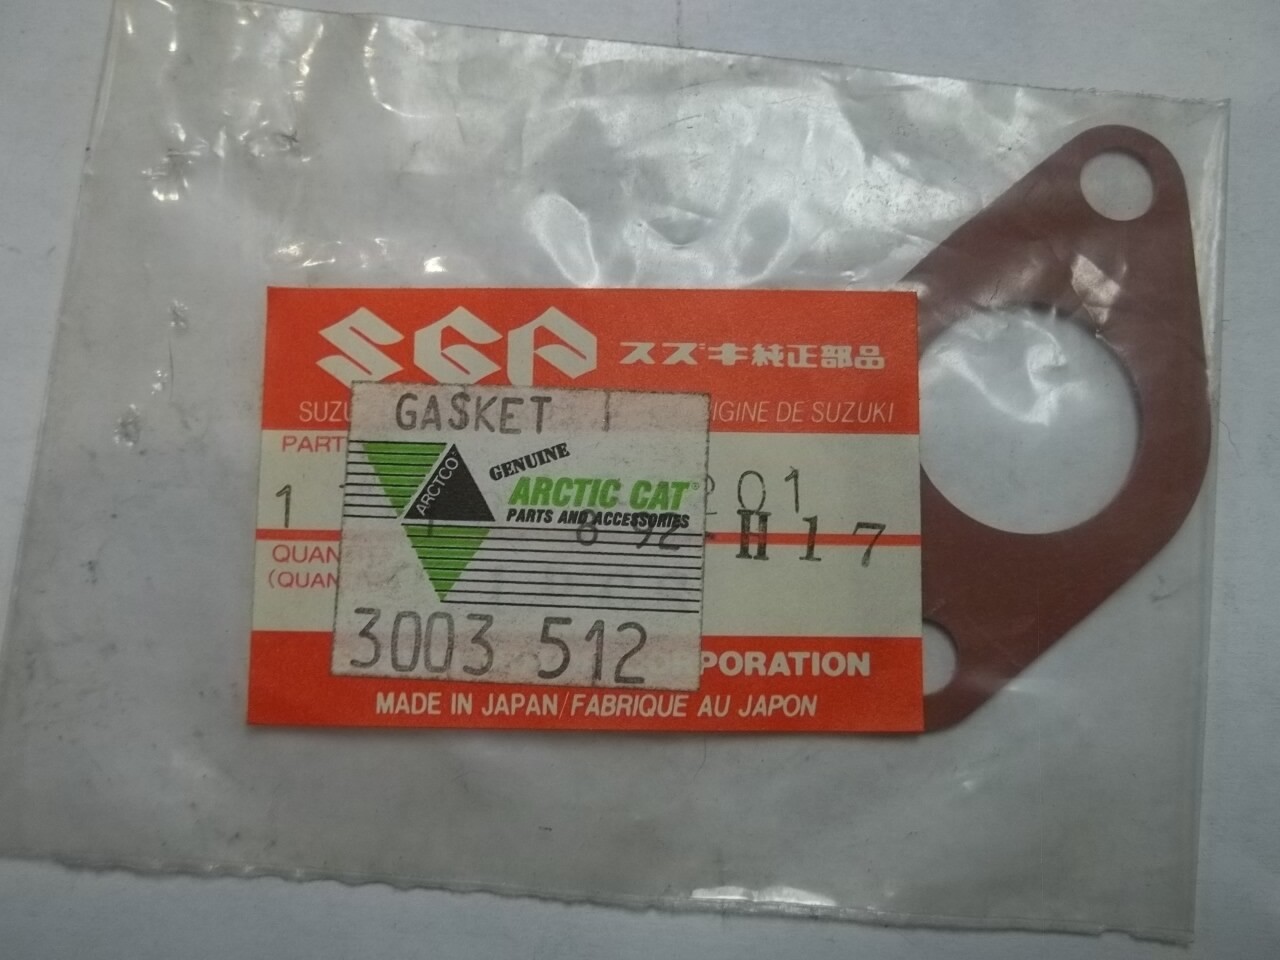 SGP スズキ純正部品
GASKET
IGINE DE SUZUKI
PART
ARCTCO GENUINE
ARCTIC CAT®
PARTS AND ACCESSORIES
1 201
8 92-H17
QUAN
(QUAN
3003 512
ORPORATION
MADE IN JAPAN/FABRIQUE AU JAPON